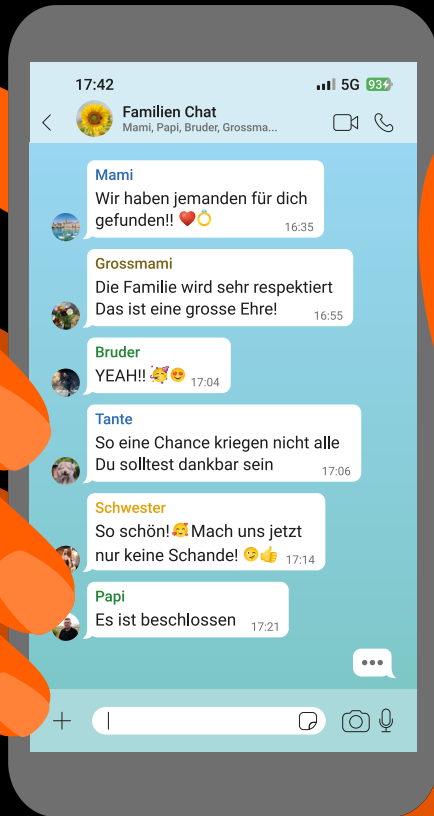 17:42
5G 93
Familien Chat
Mami, Papi, Bruder, Grossma...
Mami
Wir haben jemanden für dich
gefunden!! ❤️💍
16:35
Grossmami
Die Familie wird sehr respektiert
Das ist eine grosse Ehre!
16:55
Bruder
YEAH!! 🥳😍
17:04
Tante
So eine Chance kriegen nicht alle
Du solltest dankbar sein
17:06
Schwester
So schön!🥰 Mach uns jetzt
nur keine Schande! 😉👍
17:14
Papi
Es ist beschlossen
17:21